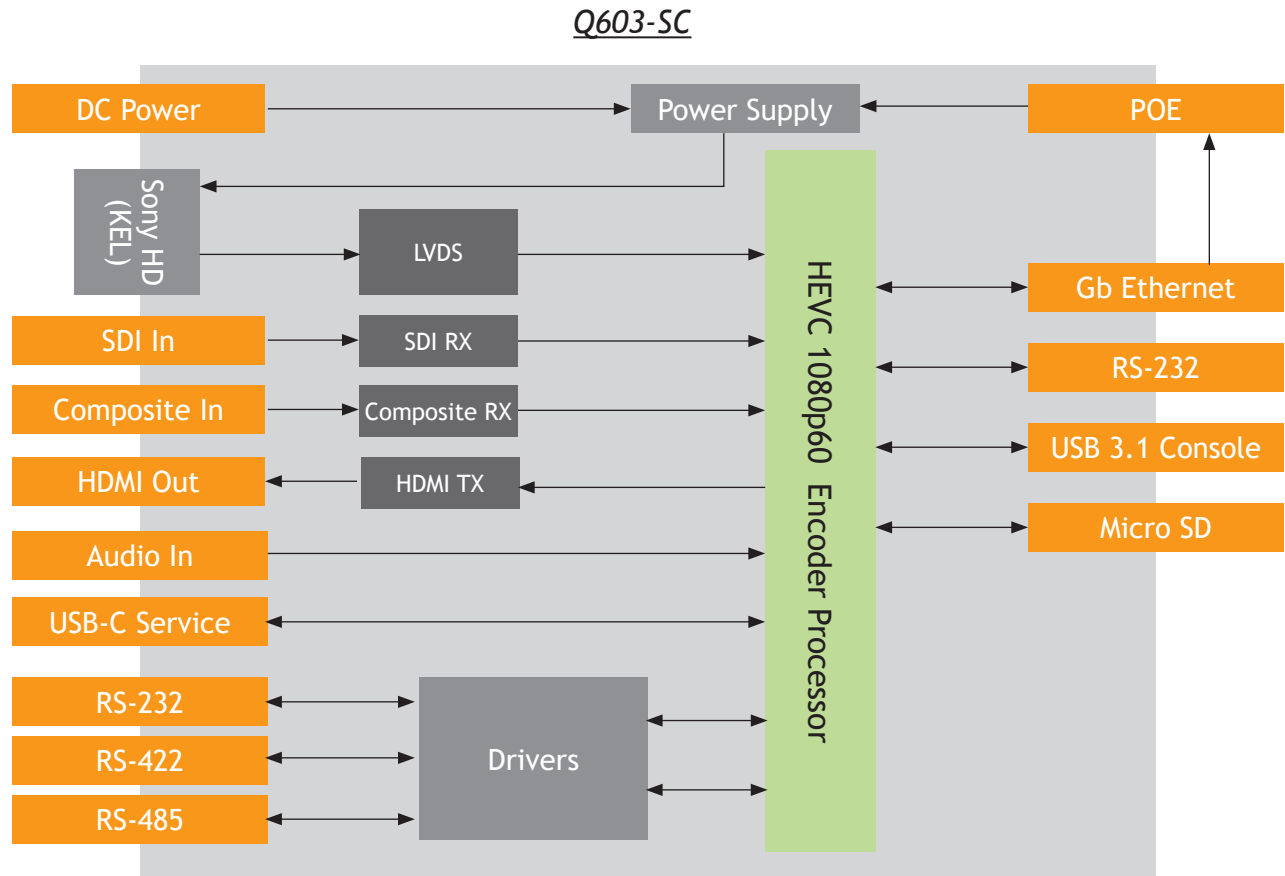 Q603-SC
DC Power
Power Supply
POE
Sony HD
(KEL)
LVDS
HEVC 1080p60 Encoder Processor
Gb Ethernet
SDI In
SDI RX
RS-232
Composite In
Composite RX
USB 3.1 Console
HDMI Out
HDMI TX
Micro SD
Audio In
USB-C Service
RS-232
RS-422
Drivers
RS-485